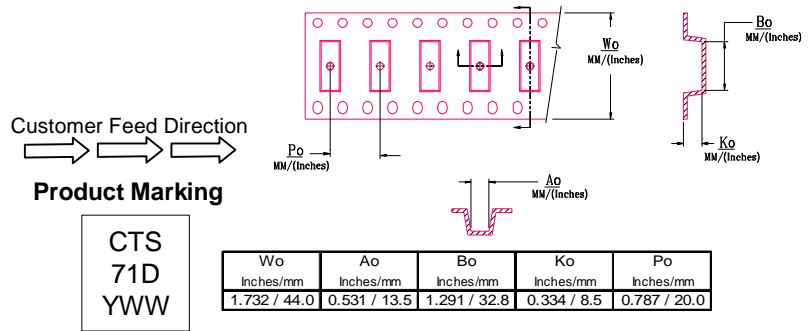 Wo
MM/(Inches)
Bo
MM/(Inches)
Customer Feed Direction
Po
MM/(Inches)
Ko
MM/(Inches)
Ao
MM/(Inches)
Product Marking
CTS
71D
YWW
Wo Ao Bo Ko Po
Inches/mm Inches/mm Inches/mm Inches/mm Inches/mm
1.732 / 44.0 0.531 / 13.5 1.291 / 32.8 0.334 / 8.5 0.787 / 20.0